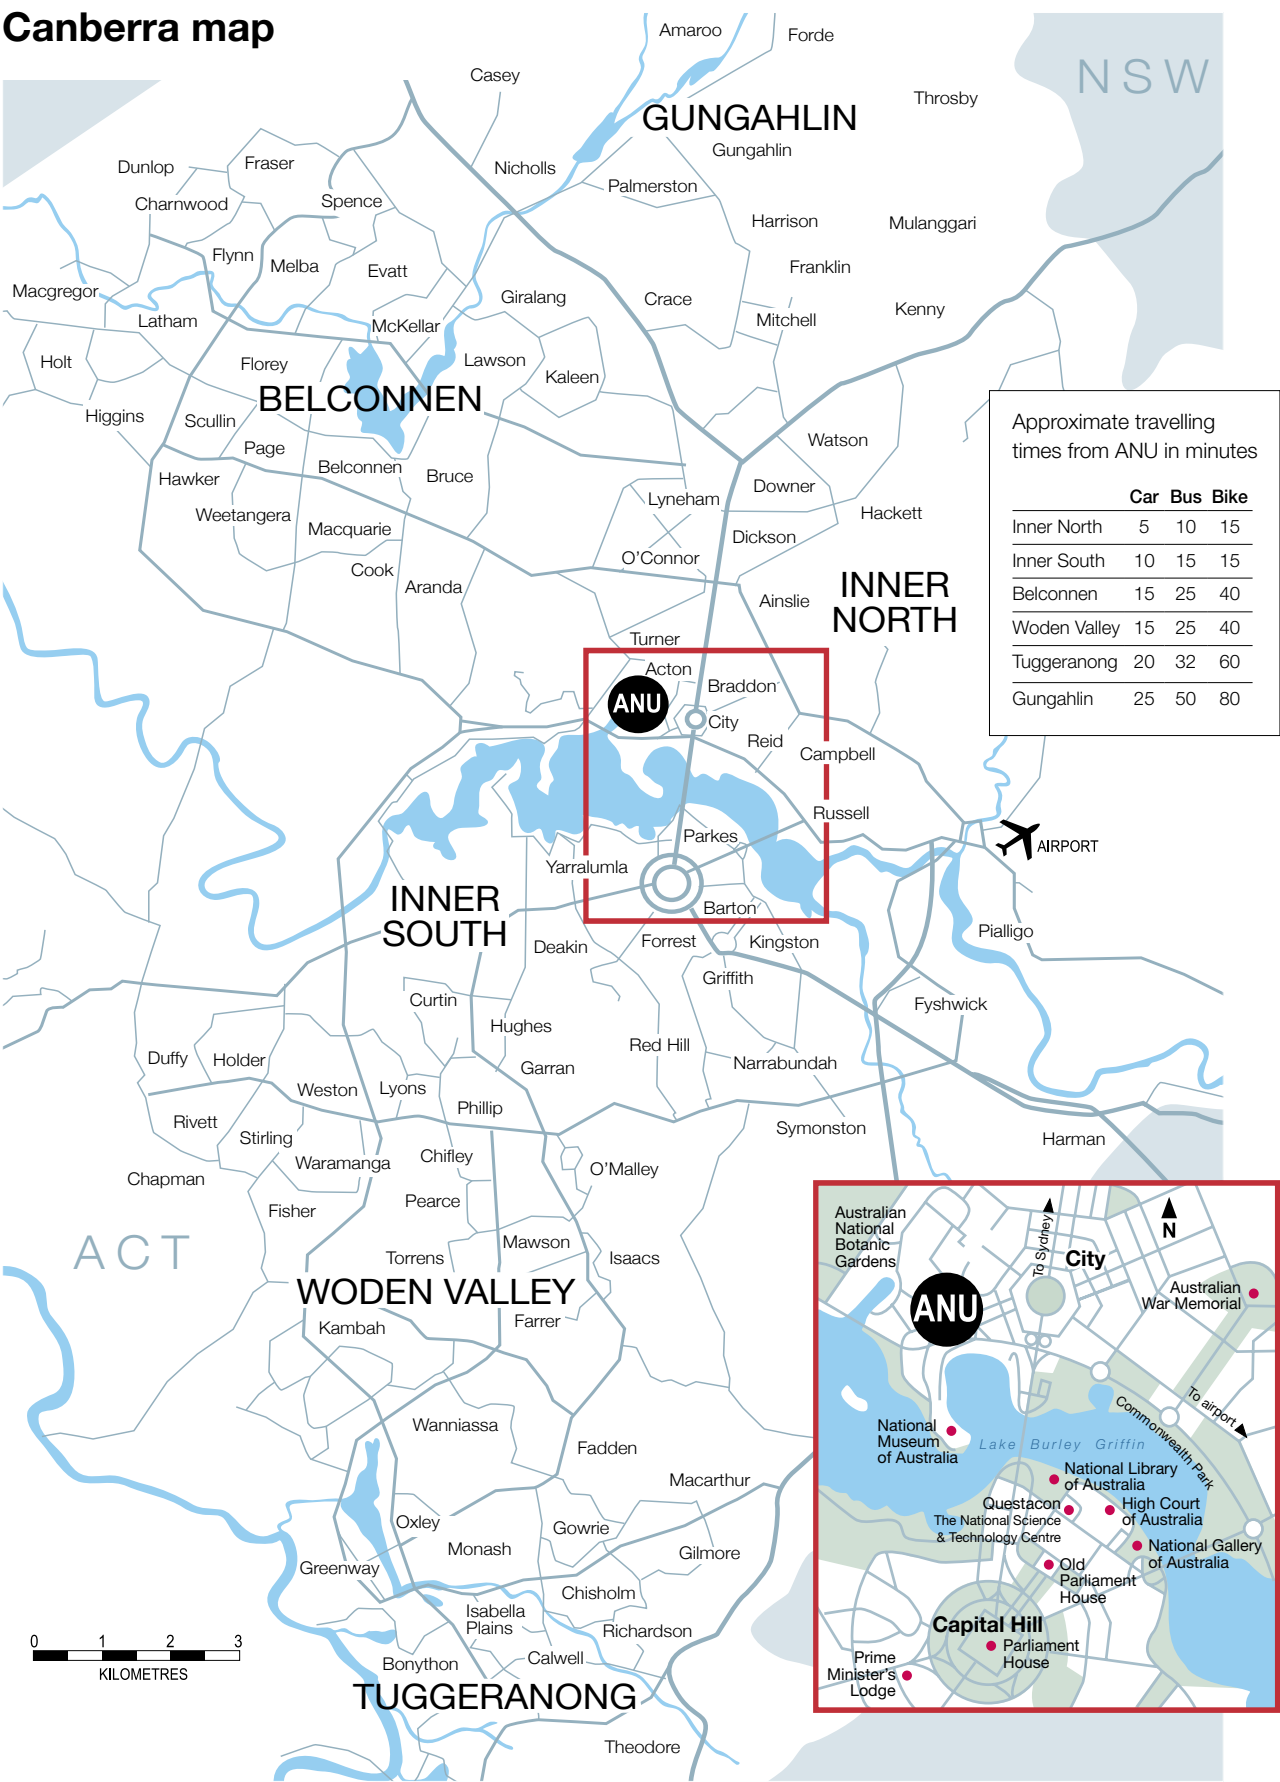 Canberra map
Amaroo
Forde
Casey
NSW
Throsby
GUNGAHLIN
Gungahlin
Nicholls
Dunlop
Fraser
Palmerston
Charnwood
Spence
Harrison
Mulanggari
Flynn
Melba
Evatt
Franklin
Macgregor
Giralang
Crace
Kenny
Latham
McKellar
Mitchell
Holt
Florey
Lawson
Kaleen
BELCONNEN
Higgins
Scullin
Page
Watson
Belconnen
Bruce
Hawker
Downer
Lyneham
Weetangera
Hackett
Macquarie
Dickson
O'Connor
Cook
Aranda
INNER
NORTH
Ainslie
Approximate travelling
times from ANU in minutes
Car Bus Bike
Inner North 5 10 15
Inner South 10 15 15
Belconnen 15 25 40
Woden Valley 15 25 40
Tuggeranong 20 32 60
Gungahlin 25 50 80
Turner
Acton
Braddon
ANU
City
Reid
Campbell
Russell
Parkes
AIRPORT
Yarralumla
INNER
SOUTH
Barton
Deakin
Forrest
Kingston
Pialligo
Griffith
Curtin
Fyshwick
Hughes
Red Hill
Duffy
Holder
Garran
Narrabundah
Weston
Lyons
Phillip
Rivett
Stirling
Symonston
Harman
Waramanga
Chifley
O'Malley
Chapman
Pearce
Fisher
ACT
Torrens
Mawson
Isaacs
WODEN VALLEY
Kambah
Farrer
Wanniassa
Fadden
Macarthur
Oxley
Gowrie
Monash
Gilmore
Greenway
Chisholm
Isabella
Plains
Richardson
Bonython
Calwell
TUGGERANONG
Theodore
0 1 2 3
KILOMETRES
Australian
National
Botanic
Gardens
To Sydney
N
City
ANU
Australian
War Memorial
To airport
Commonwealth Park
National
Museum
of Australia
Lake Burley Griffin
National Library
of Australia
Questacon
The National Science
& Technology Centre
High Court
of Australia
National Gallery
of Australia
Old
Parliament
House
Capital Hill
Parliament
House
Prime
Minister's
Lodge